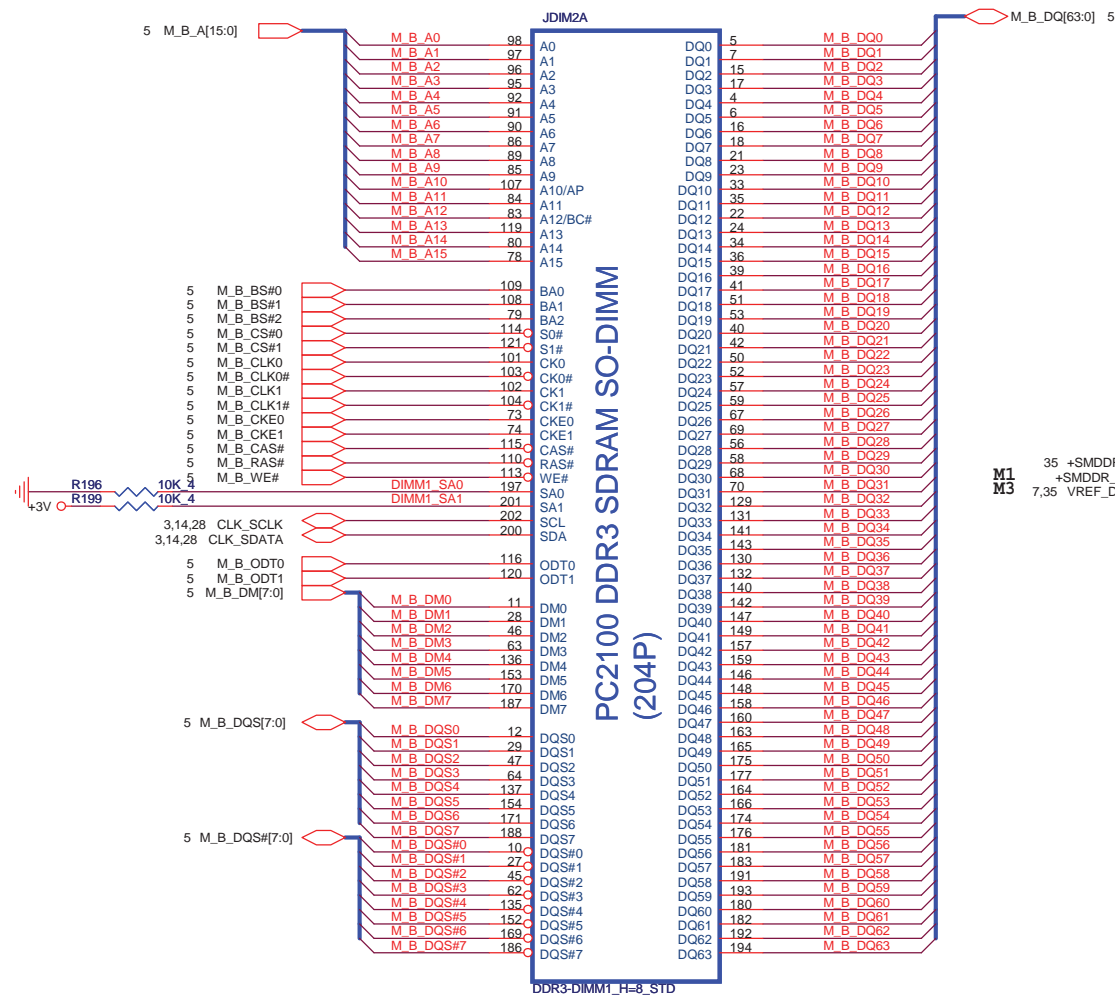 JDIM2A
5 M_B_A[15:0]
M_B_DQ[63:0] 5
M_B_A0 98 A0 DQ0 5 M_B_DQ0
M_B_A1 97 A1 DQ1 7 M_B_DQ1
M_B_A2 96 A2 DQ2 15 M_B_DQ2
M_B_A3 95 A3 DQ3 17 M_B_DQ3
M_B_A4 92 A4 DQ4 4 M_B_DQ4
M_B_A5 91 A5 DQ5 6 M_B_DQ5
M_B_A6 90 A6 DQ6 16 M_B_DQ6
M_B_A7 86 A7 DQ7 18 M_B_DQ7
M_B_A8 89 A8 DQ8 21 M_B_DQ8
M_B_A9 85 A9 DQ9 23 M_B_DQ9
M_B_A10 107 A10/AP DQ10 33 M_B_DQ10
M_B_A11 84 A11 DQ11 35 M_B_DQ11
M_B_A12 83 A12/BC# DQ12 22 M_B_DQ12
M_B_A13 119 A13 DQ13 24 M_B_DQ13
M_B_A14 80 A14 DQ14 34 M_B_DQ14
M_B_A15 78 A15 DQ15 36 M_B_DQ15
DQ16 39 M_B_DQ16
5 M_B_BS#0 109 BA0 DQ17 41 M_B_DQ17
5 M_B_BS#1 108 BA1 DQ18 51 M_B_DQ18
5 M_B_BS#2 79 BA2 DQ19 53 M_B_DQ19
5 M_B_CS#0 114 S0# DQ20 40 M_B_DQ20
5 M_B_CS#1 121 S1# DQ21 42 M_B_DQ21
5 M_B_CLK0 101 CK0 DQ22 50 M_B_DQ22
5 M_B_CLK0# 103 CK0# DQ23 52 M_B_DQ23
5 M_B_CLK1 102 CK1 DQ24 57 M_B_DQ24
5 M_B_CLK1# 104 CK1# DQ25 59 M_B_DQ25
5 M_B_CKE0 73 CKE0 DQ26 67 M_B_DQ26
5 M_B_CKE1 74 CKE1 DQ27 69 M_B_DQ27
5 M_B_CAS# 115 CAS# DQ28 56 M_B_DQ28
5 M_B_RAS# 110 RAS# DQ29 58 M_B_DQ29
5 M_B_WE# 113 WE# DQ30 68 M_B_DQ30
R196 10K_4 DIMM1_SA0 197 SA0 DQ31 70 M_B_DQ31
+3V R199 10K_4 DIMM1_SA1 201 SA1 DQ32 129 M_B_DQ32
3,14,28 CLK_SCLK 202 SCL DQ33 131 M_B_DQ33
3,14,28 CLK_SDATA 200 SDA DQ34 141 M_B_DQ34
DQ35 143 M_B_DQ35
5 M_B_ODT0 116 ODT0 DQ36 130 M_B_DQ36
5 M_B_ODT1 120 ODT1 DQ37 132 M_B_DQ37
5 M_B_DM[7:0] DQ38 140 M_B_DQ38
M_B_DM0 11 DM0 DQ39 142 M_B_DQ39
M_B_DM1 28 DM1 DQ40 147 M_B_DQ40
M_B_DM2 46 DM2 DQ41 149 M_B_DQ41
M_B_DM3 63 DM3 DQ42 157 M_B_DQ42
M_B_DM4 136 DM4 DQ43 159 M_B_DQ43
M_B_DM5 153 DM5 DQ44 146 M_B_DQ44
M_B_DM6 170 DM6 DQ45 148 M_B_DQ45
M_B_DM7 187 DM7 DQ46 158 M_B_DQ46
DQ47 160 M_B_DQ47
5 M_B_DQS[7:0]
M_B_DQS0 12 DQS0 DQ48 163 M_B_DQ48
M_B_DQS1 29 DQS1 DQ49 165 M_B_DQ49
M_B_DQS2 47 DQS2 DQ50 175 M_B_DQ50
M_B_DQS3 64 DQS3 DQ51 177 M_B_DQ51
M_B_DQS4 137 DQS4 DQ52 164 M_B_DQ52
M_B_DQS5 154 DQS5 DQ53 166 M_B_DQ53
M_B_DQS6 171 DQS6 DQ54 174 M_B_DQ54
M_B_DQS7 188 DQS7 DQ55 176 M_B_DQ55
5 M_B_DQS#[7:0]
M_B_DQS#0 10 DQS#0 DQ56 181 M_B_DQ56
M_B_DQS#1 27 DQS#1 DQ57 183 M_B_DQ57
M_B_DQS#2 45 DQS#2 DQ58 191 M_B_DQ58
M_B_DQS#3 62 DQS#3 DQ59 193 M_B_DQ59
M_B_DQS#4 135 DQS#4 DQ60 180 M_B_DQ60
M_B_DQS#5 152 DQS#5 DQ61 182 M_B_DQ61
M_B_DQS#6 169 DQS#6 DQ62 192 M_B_DQ62
M_B_DQS#7 186 DQS#7 DQ63 194 M_B_DQ63
PC2100 DDR3 SDRAM SO-DIMM
(204P)
DDR3-DIMM1_H=8_STD
35 +SMDDR
M1 +SMDDR_
M3 7,35 VREF_D